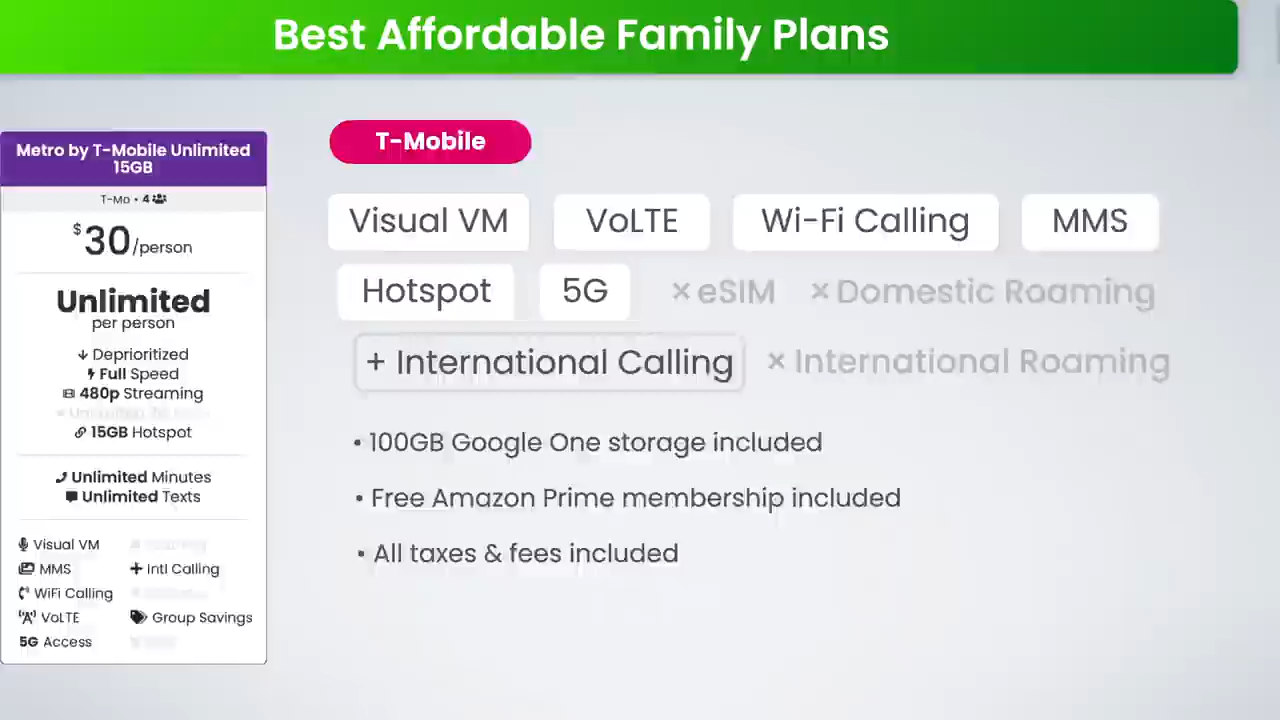 Best Affordable Family Plans
Metro by T-Mobile Unlimited
15GB
T-Mo • 4
$30/person
Unlimited
per person
Deprioritized
Full Speed
480p Streaming
15GB Hotspot
Unlimited Minutes
Unlimited Texts
Visual VM
MMS
+ Intl Calling
WiFi Calling
VoLTE
Group Savings
5G Access
T-Mobile
Visual VM
VoLTE
Wi-Fi Calling
MMS
Hotspot
5G
× eSIM
× Domestic Roaming
+ International Calling
× International Roaming
• 100GB Google One storage included
• Free Amazon Prime membership included
• All taxes & fees included